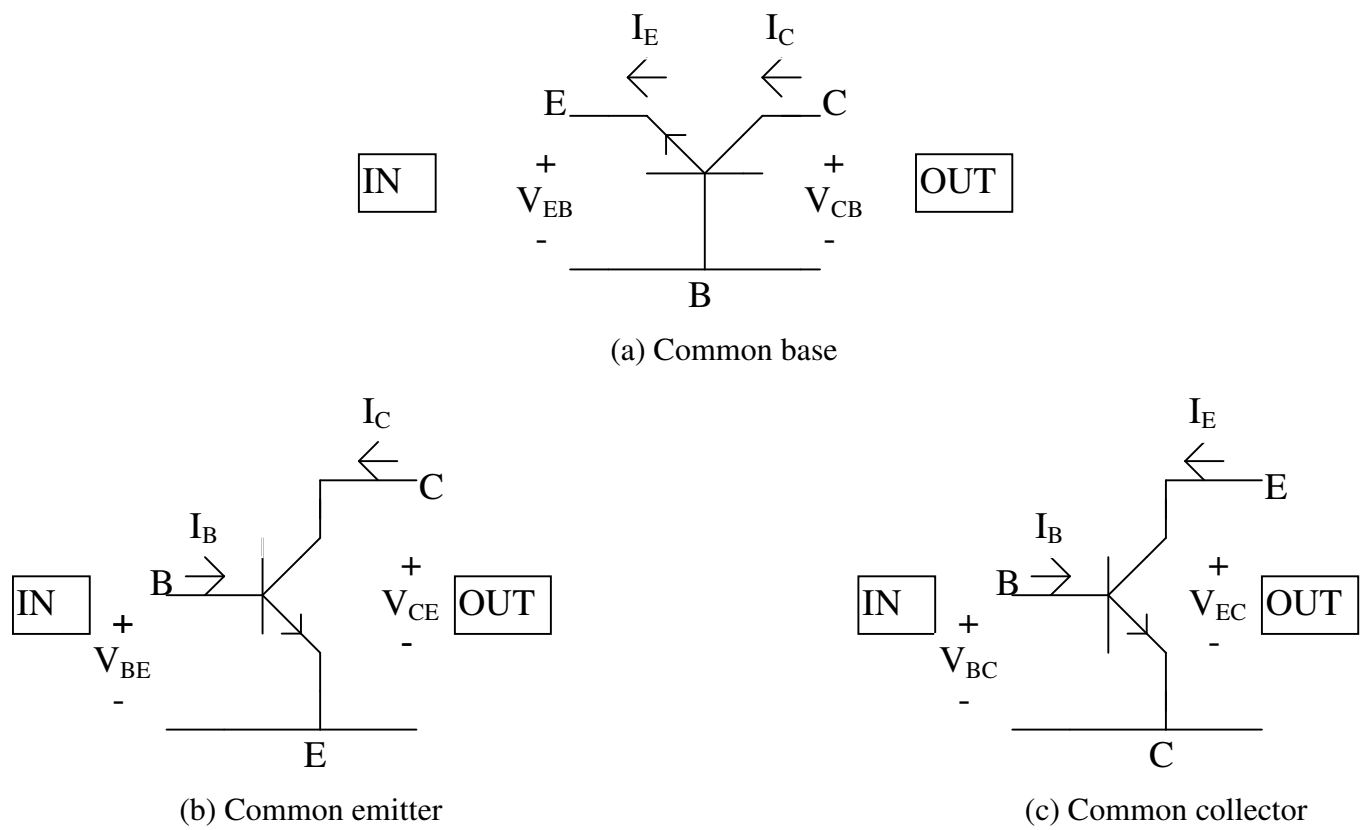 I_E I_C
E C
IN + + OUT
V_EB V_CB
- -
B
(a) Common base
I_C
C
I_B
B +
IN V_CE OUT
+ -
V_BE
-
E
(b) Common emitter
I_E
E
I_B
B +
IN V_EC OUT
+ -
V_BC
-
C
(c) Common collector